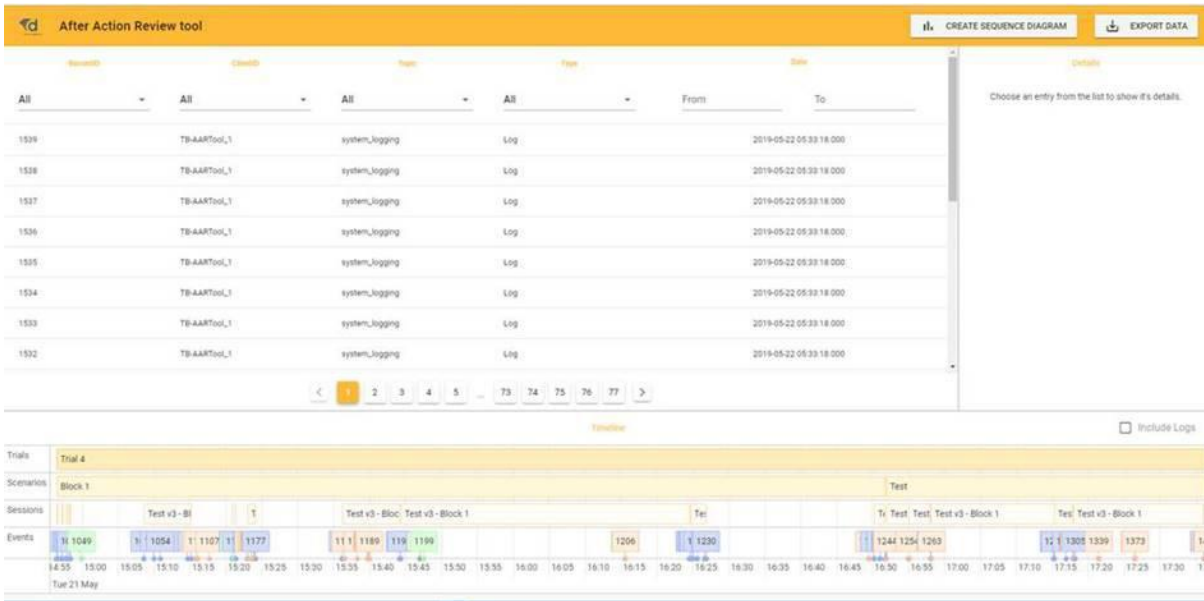 After Action Review tool
CREATE SEQUENCE DIAGRAM
EXPORT DATA
RecordID ClientID Topic Type Date Details
All All All All From To
Choose an entry from the list to show it's details.
1539 TB-AARTool_1 system_logging Log 2019-05-22 05:33:18.000
1538 TB-AARTool_1 system_logging Log 2019-05-22 05:33:18.000
1537 TB-AARTool_1 system_logging Log 2019-05-22 05:33:18.000
1536 TB-AARTool_1 system_logging Log 2019-05-22 05:33:18.000
1535 TB-AARTool_1 system_logging Log 2019-05-22 05:33:18.000
1534 TB-AARTool_1 system_logging Log 2019-05-22 05:33:18.000
1533 TB-AARTool_1 system_logging Log 2019-05-22 05:33:18.000
1532 TB-AARTool_1 system_logging Log 2019-05-22 05:33:18.000
< 1 2 3 4 5 ... 73 74 75 76 77 >
Timeline
Include Logs
Trials Trial 4
Scenarios Block 1 Test
Sessions Test v3 - Bl Test v3 - Bloc Test v3 - Block 1 Test Test Test v3 - Block 1 Test v3 - Block 1
Events 1049 1054 1107 1177 1189 119 1199 1206 1230 1244 1254 1263 1305 1339 1373
14:55 15:00 15:05 15:10 15:15 15:20 15:25 15:30 15:35 15:40 15:45 15:50 15:55 16:00 16:05 16:10 16:15 16:20 16:25 16:30 16:35 16:40 16:45 16:50 16:55 17:00 17:05 17:10 17:15 17:20 17:25 17:30
Tue 21 May